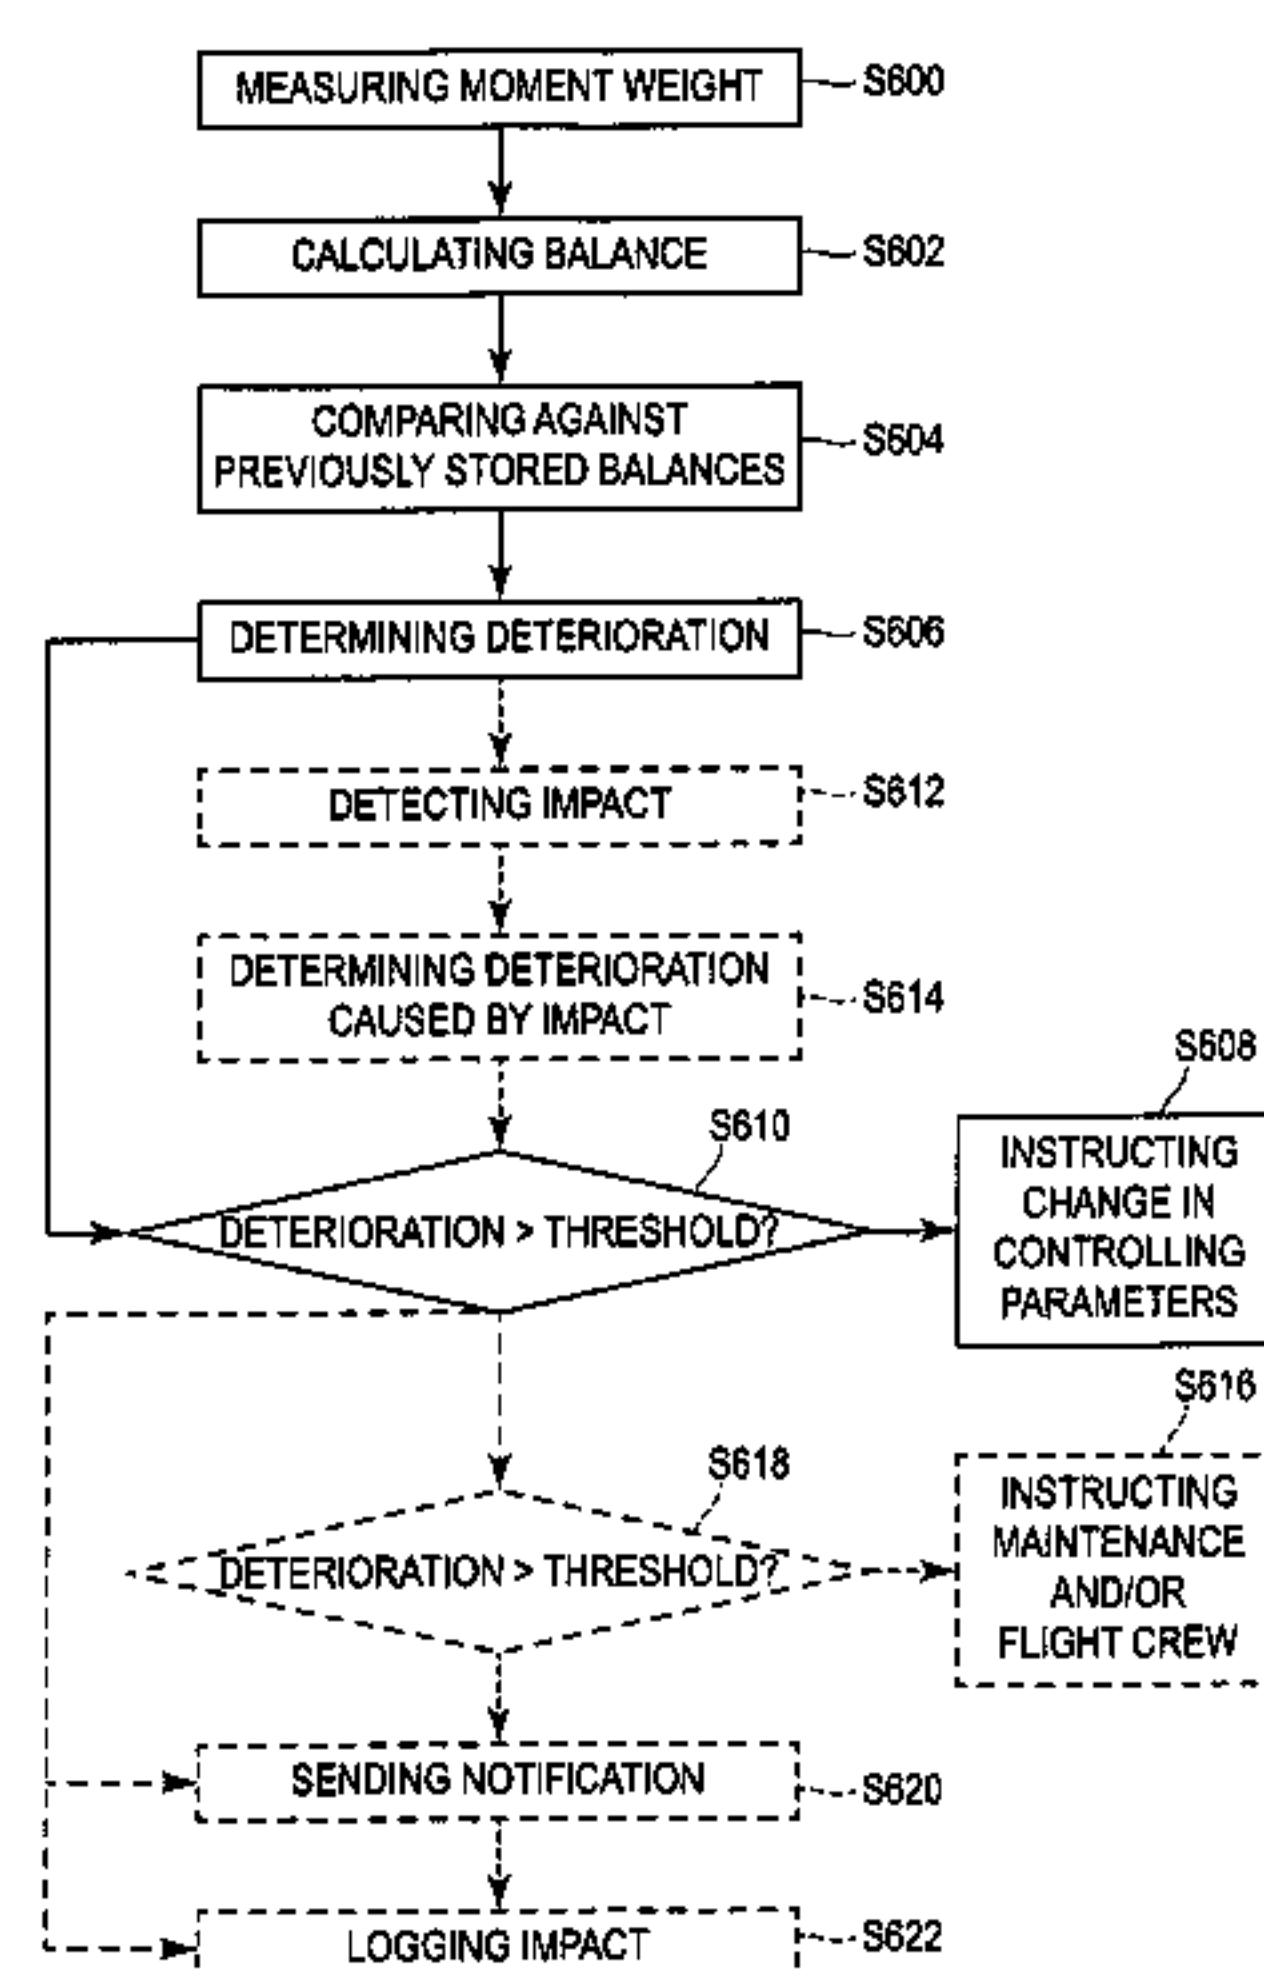 MEASURING MOMENT WEIGHT
S600
CALCULATING BALANCE
S602
COMPARING AGAINST
PREVIOUSLY STORED BALANCES
S604
DETERMINING DETERIORATION
S606
DETECTING IMPACT
S612
DETERMINING DETERIORATION
CAUSED BY IMPACT
S614
S610
DETERIORATION > THRESHOLD?
S608
INSTRUCTING
CHANGE IN
CONTROLLING
PARAMETERS
S618
DETERIORATION > THRESHOLD?
S616
INSTRUCTING
MAINTENANCE
AND/OR
FLIGHT CREW
SENDING NOTIFICATION
S620
LOGGING IMPACT
S622